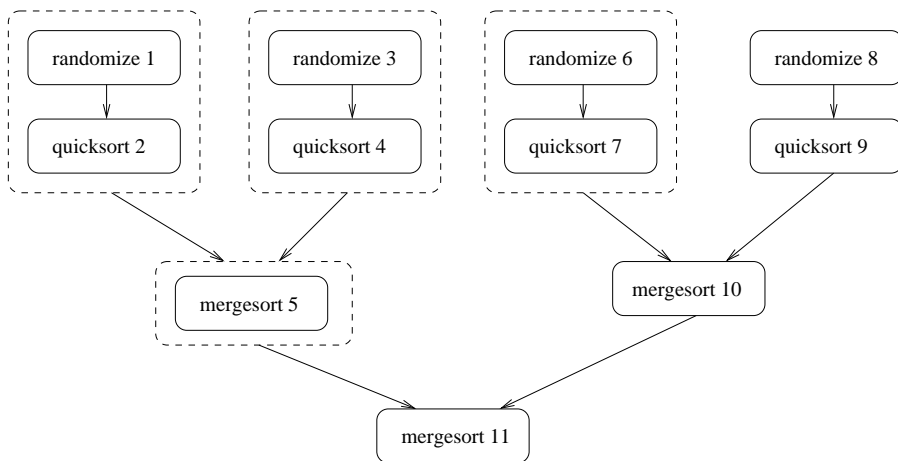 randomize 1
randomize 3
randomize 6
randomize 8
quicksort 2
quicksort 4
quicksort 7
quicksort 9
mergesort 5
mergesort 10
mergesort 11